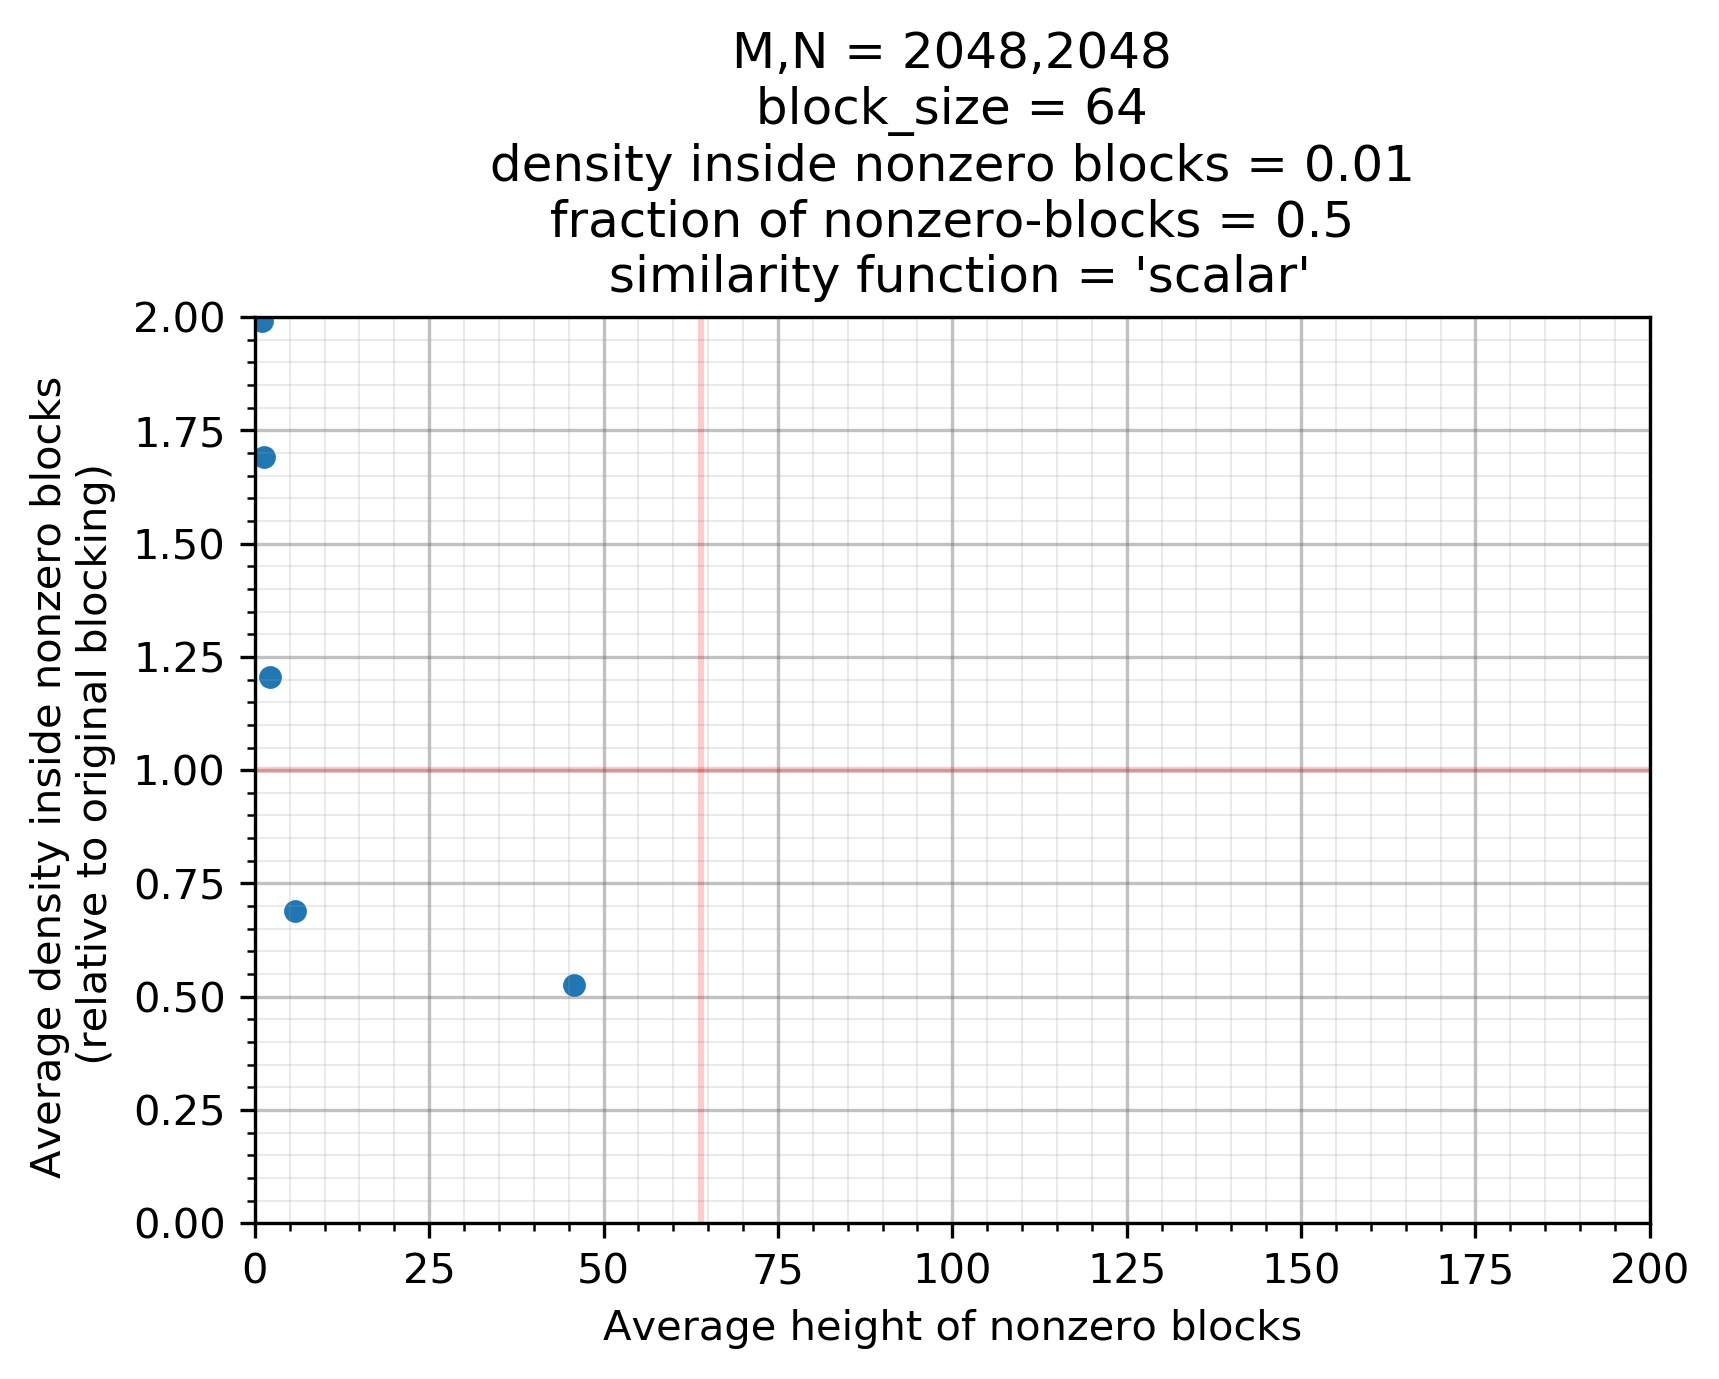 M,N = 2048,2048
block_size = 64
density inside nonzero blocks = 0.01
fraction of nonzero-blocks = 0.5
similarity function = 'scalar'
2.00
1.75
1.50
1.25
1.00
0.75
0.50
0.25
0.00
Average density inside nonzero blocks
(relative to original blocking)
0 25 50 75 100 125 150 175 200
Average height of nonzero blocks